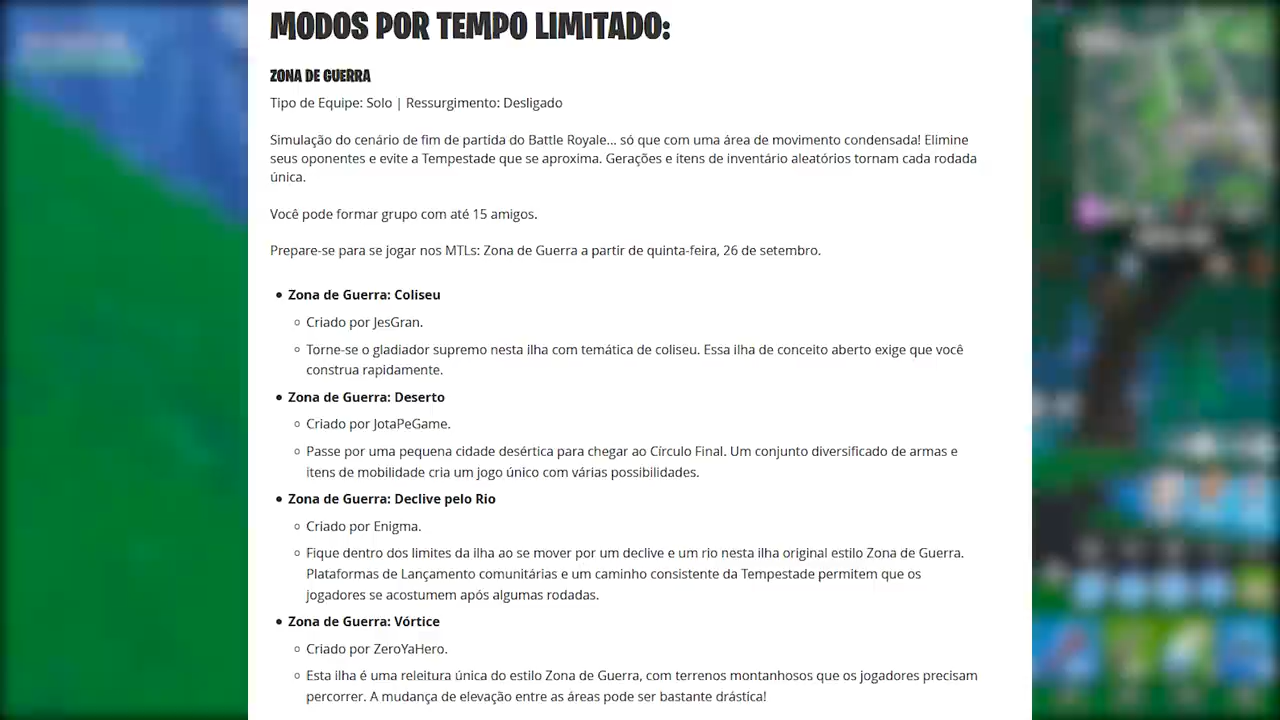 MODOS POR TEMPO LIMITADO:
ZONA DE GUERRA
Tipo de Equipe: Solo | Ressurgimento: Desligado
Simulação do cenário de fim de partida do Battle Royale... só que com uma área de movimento condensada! Elimine
seus oponentes e evite a Tempestade que se aproxima. Gerações e itens de inventário aleatórios tornam cada rodada
única.
Você pode formar grupo com até 15 amigos.
Prepare-se para se jogar nos MTLs: Zona de Guerra a partir de quinta-feira, 26 de setembro.
• Zona de Guerra: Coliseu
○ Criado por JesGran.
○ Torne-se o gladiador supremo nesta ilha com temática de coliseu. Essa ilha de conceito aberto exige que você
construa rapidamente.
• Zona de Guerra: Deserto
○ Criado por JotaPeGame.
○ Passe por uma pequena cidade desértica para chegar ao Círculo Final. Um conjunto diversificado de armas e
itens de mobilidade cria um jogo único com várias possibilidades.
• Zona de Guerra: Declive pelo Rio
○ Criado por Enigma.
○ Fique dentro dos limites da ilha ao se mover por um declive e um rio nesta ilha original estilo Zona de Guerra.
Plataformas de Lançamento comunitárias e um caminho consistente da Tempestade permitem que os
jogadores se acostumem após algumas rodadas.
• Zona de Guerra: Vórtice
○ Criado por ZeroYaHero.
○ Esta ilha é uma releitura única do estilo Zona de Guerra, com terrenos montanhosos que os jogadores precisam
percorrer. A mudança de elevação entre as áreas pode ser bastante drástica!